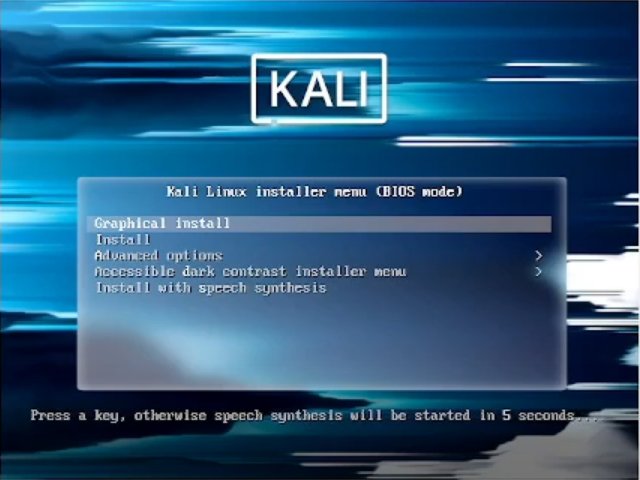 KALI
Kali Linux installer menu (BIOS mode)
Graphical install
Install
Advanced options >
Accessible dark contrast installer menu >
Install with speech synthesis
Press a key, otherwise speech synthesis will be started in 5 seconds...